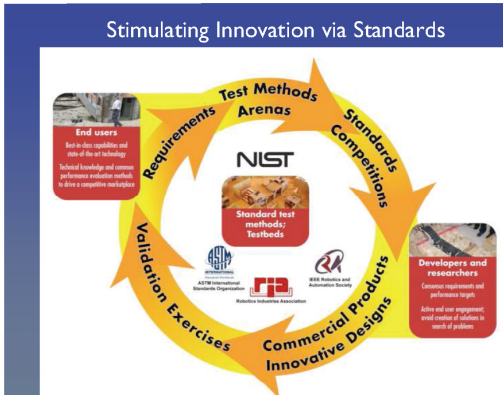 Stimulating Innovation via Standards
Requirements
Test Methods
Arenas
Standards
Competitions
End users
Best-in-class capabilities and
state-of-the-art technology
Technical knowledge and common
performance evaluation methods
to drive a competitive marketplace
NIST
Standard test
methods;
Testbeds
ASTM
INTERNATIONAL
ASTM International
Standards Organization
ria
Robotics Industries Association
IEEE Robotics and
Automation Society
Developers and
researchers
Consensus requirements and
performance targets
Active end user engagement;
avoid creation of solutions in
search of problems
Commercial Products
Innovative Designs
Validation Exercises